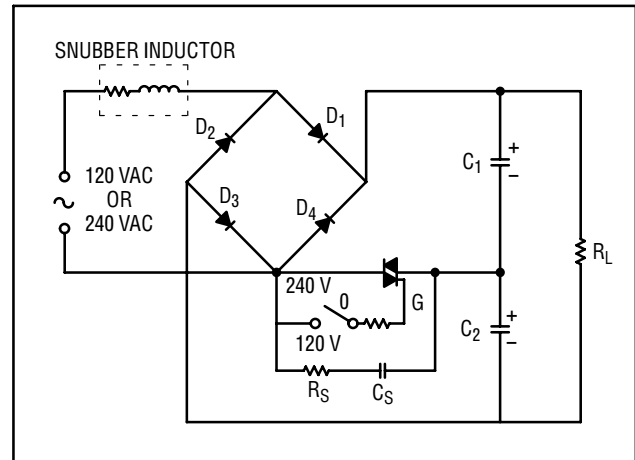 SNUBBER INDUCTOR
D2
D1
120 VAC
OR
240 VAC
D3
D4
C1
+
–
RL
240 V
0
G
120 V
C2
+
–
RS
CS